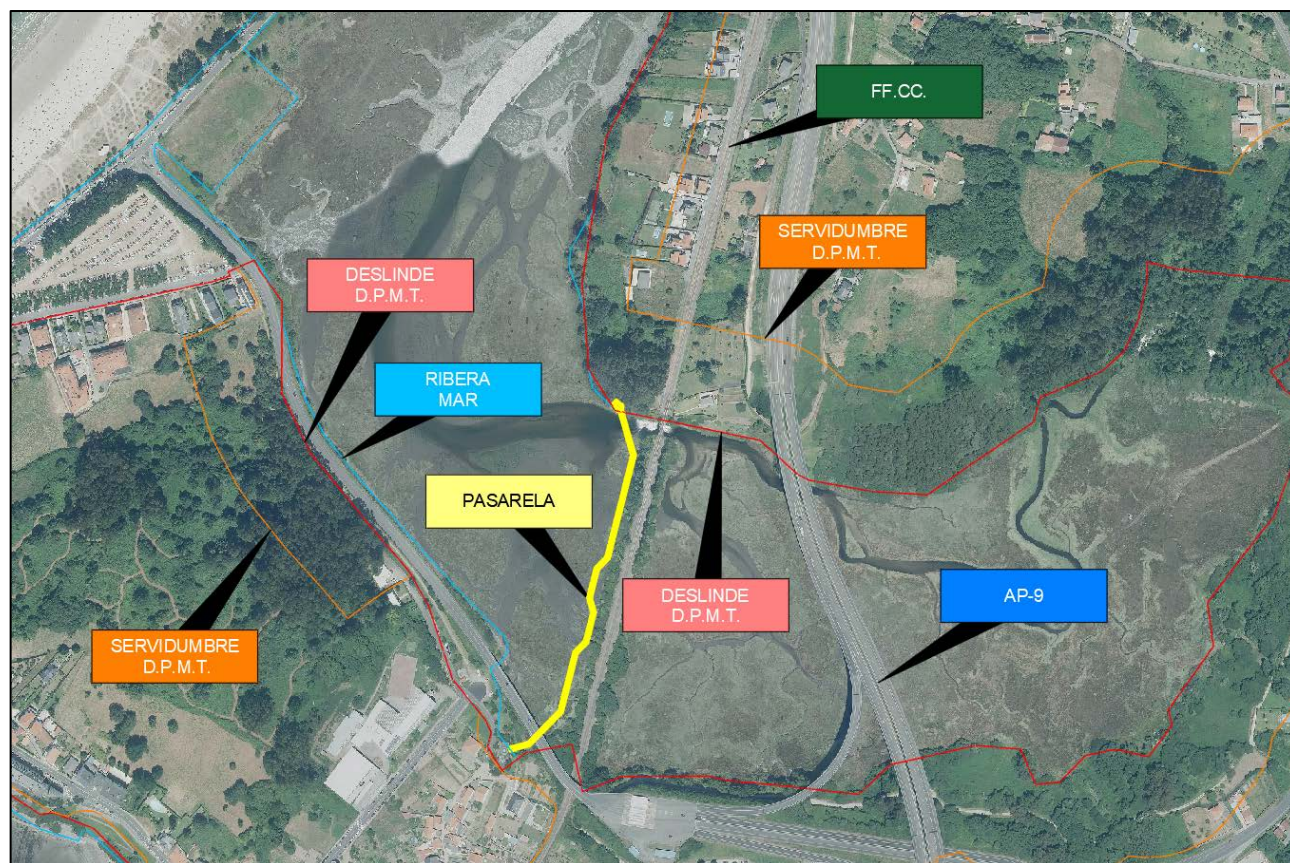 FF.CC.
SERVIDUMBRE
D.P.M.T.
DESLINDE
D.P.M.T.
RIBERA
MAR
PASARELA
DESLINDE
D.P.M.T.
AP-9
SERVIDUMBRE
D.P.M.T.